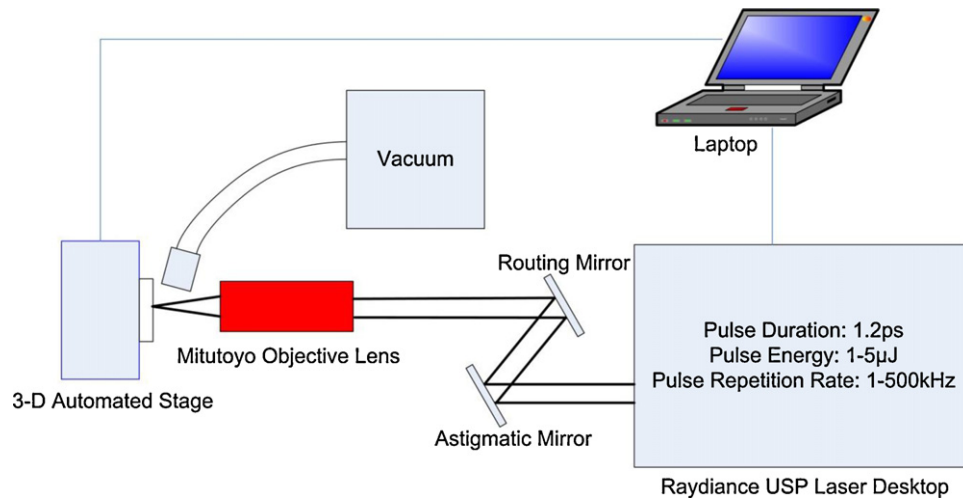 Laptop
Vacuum
Routing Mirror
Pulse Duration: 1.2ps
Pulse Energy: 1-5μJ
Pulse Repetition Rate: 1-500kHz
Mitutoyo Objective Lens
3-D Automated Stage
Astigmatic Mirror
Raydiance USP Laser Desktop